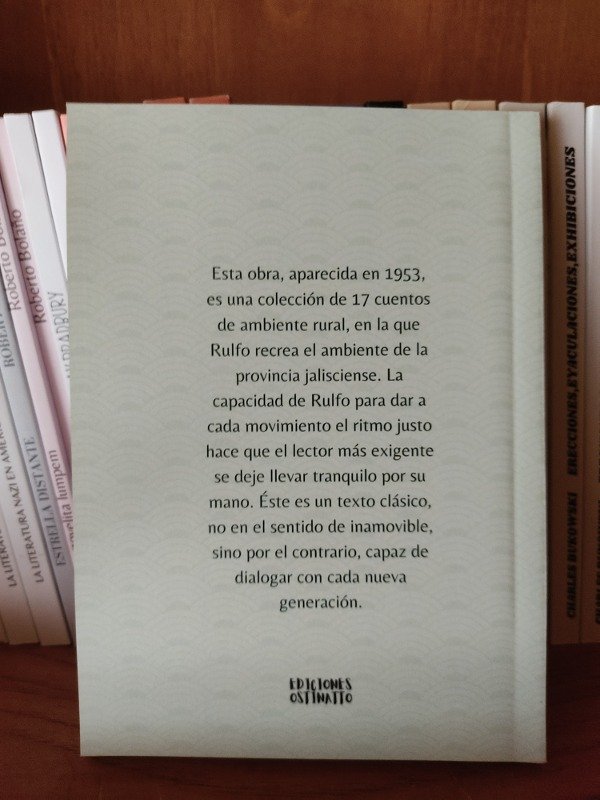 Esta obra, aparecida en 1953,
es una colección de 17 cuentos
de ambiente rural, en la que
Rulfo recrea el ambiente de la
provincia jalisciense. La
capacidad de Rulfo para dar a
cada movimiento el ritmo justo
hace que el lector más exigente
se deje llevar tranquilo por su
mano. Éste es un texto clásico,
no en el sentido de inamovible,
sino por el contrario, capaz de
dialogar con cada nueva
generación.
EDICIONES
OSTINATTO
LA LITERATURA NAZI EN
Roberto Bolaño
ESTRELLA DISTANTE
Roberto Bolaño
lumpem
BRADBURY
CHARLES BUKOWSKI ERECCIONES,EYACULACIONES,EXHIBICIONES